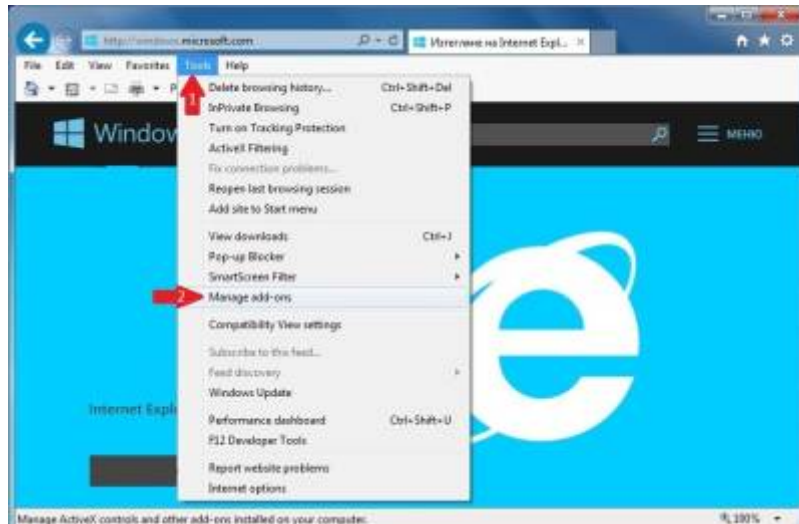 http://windows.microsoft.com
Изтегляне на Internet Expl...
File Edit View Favorites Tools Help
1
Delete browsing history... Ctrl+Shift+Del
InPrivate Browsing Ctrl+Shift+P
Turn on Tracking Protection
ActiveX Filtering
Fix connection problems...
Reopen last browsing session
Add site to Start menu
Window
МЕНЮ
View downloads Ctrl+J
Pop-up Blocker
SmartScreen Filter
2
Manage add-ons
Compatibility View settings
Subscribe to this feed...
Feed discovery
Windows Update
Performance dashboard Ctrl+Shift+U
F12 Developer Tools
Report website problems
Internet options
Internet Expl
Manage ActiveX controls and other add-ons installed on your computer.
100%